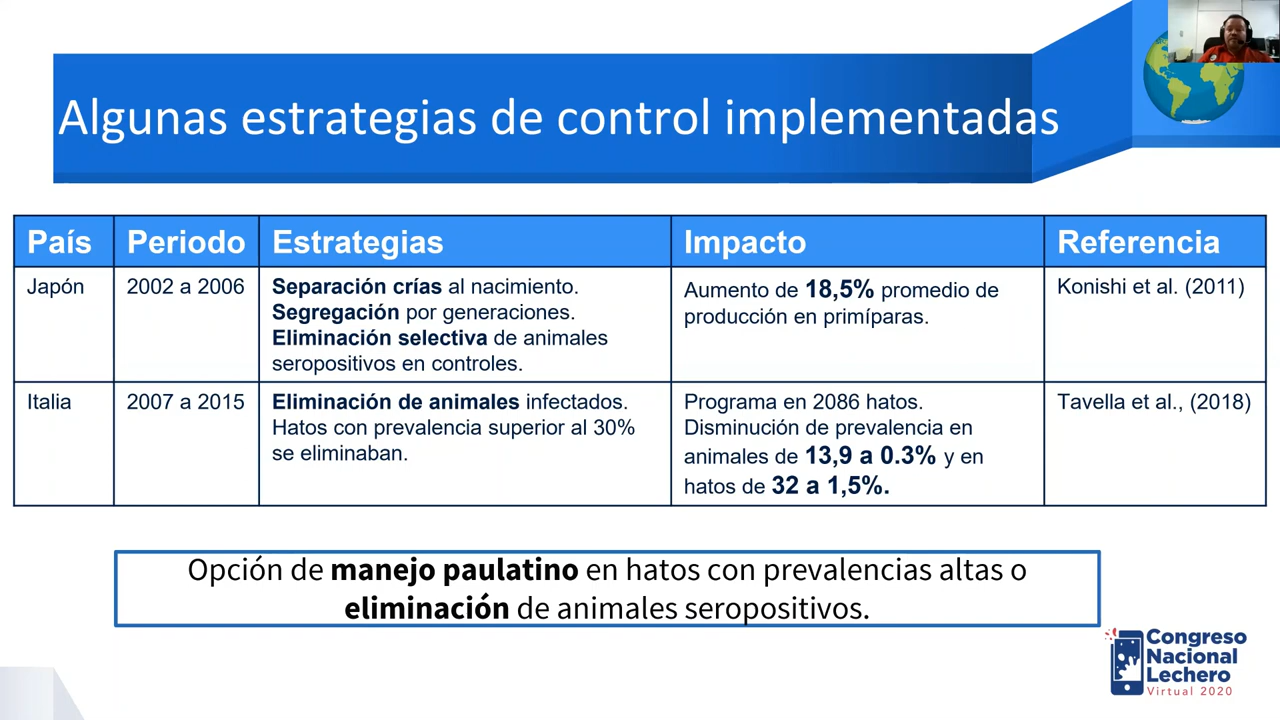 Algunas estrategias de control implementadas
País Periodo Estrategias Impacto Referencia
Japón 2002 a 2006
Separación crías al nacimiento.
Segregación por generaciones.
Eliminación selectiva de animales
seropositivos en controles.
Aumento de 18,5% promedio de
producción en primíparas.
Konishi et al. (2011)
Italia 2007 a 2015
Eliminación de animales infectados.
Hatos con prevalencia superior al 30%
se eliminaban.
Programa en 2086 hatos.
Disminución de prevalencia en
animales de 13,9 a 0.3% y en
hatos de 32 a 1,5%.
Tavella et al., (2018)
Opción de manejo paulatino en hatos con prevalencias altas o
eliminación de animales seropositivos.
Congreso
Nacional
Lechero
Virtual 2020